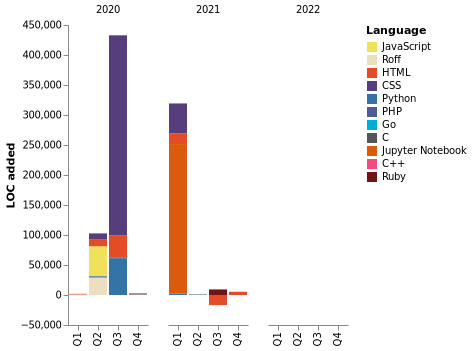 2020 2021 2022
Language
JavaScript
Roff
HTML
CSS
Python
PHP
Go
C
Jupyter Notebook
C++
Ruby
LOC added
450,000
400,000
350,000
300,000
250,000
200,000
150,000
100,000
50,000
0
−50,000
Q1 Q2 Q3 Q4 Q1 Q2 Q3 Q4 Q1 Q2 Q3 Q4